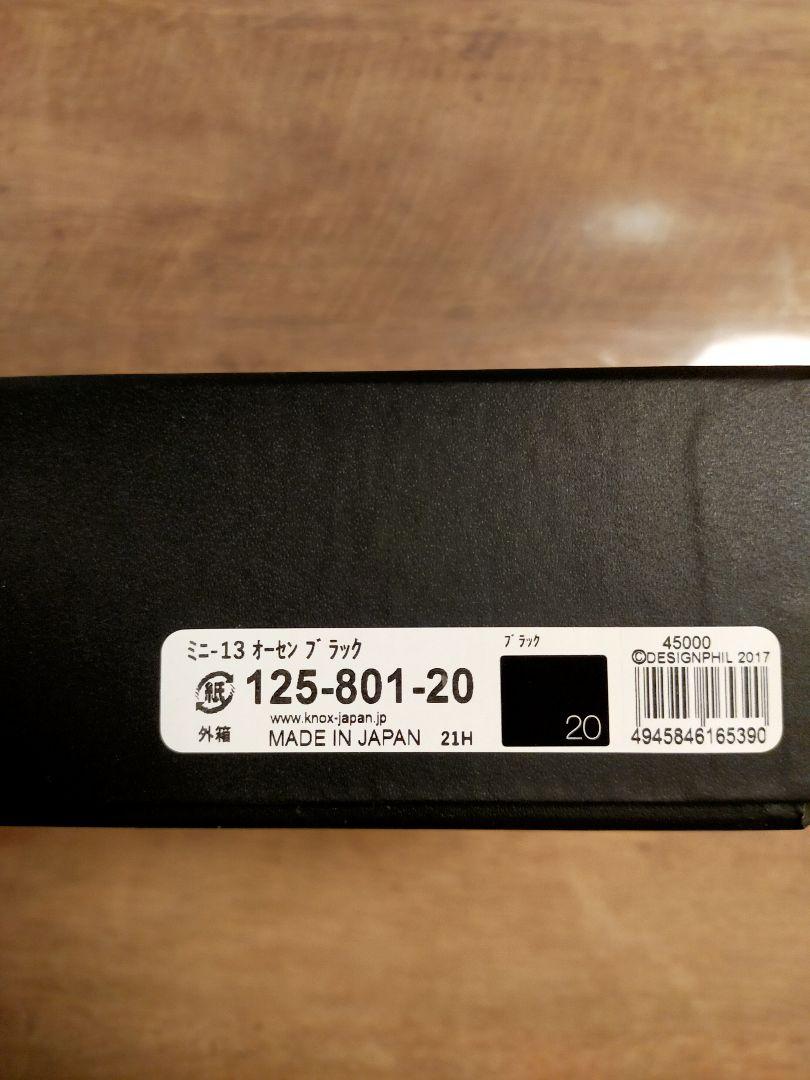 ミニ-13 オーセン ブラック
紙
125-801-20
外箱
www.knox-japan.jp
MADE IN JAPAN 21H
ブラック
20
45000
©DESIGNPHIL 2017
4945846165390